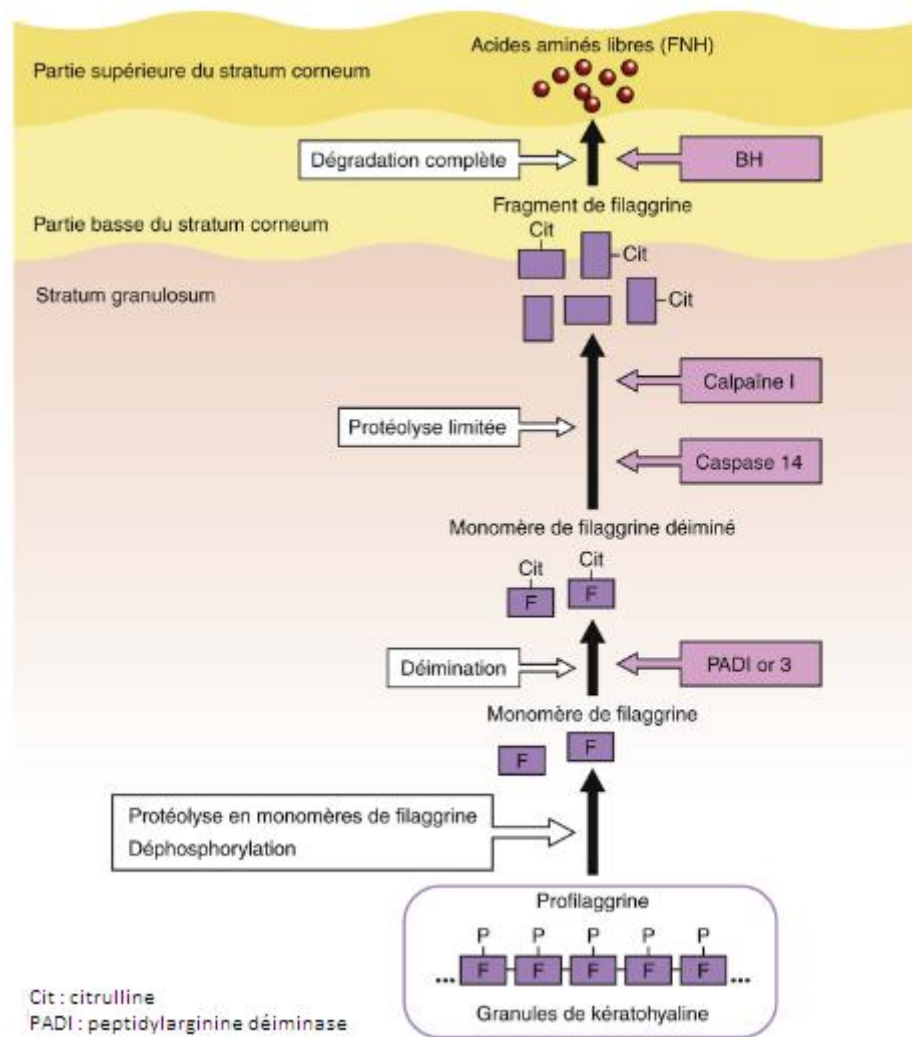 Acides aminés libres (FNH)
Partie supérieure du stratum corneum
Dégradation complète
BH
Fragment de filaggrine
Partie basse du stratum corneum
Cit
Cit
Stratum granulosum
Cit
Calpaïne I
Protéolyse limitée
Caspase 14
Monomère de filaggrine déiminé
Cit
Cit
F
F
Déimination
PADI or 3
Monomère de filaggrine
F
F
Protéolyse en monomères de filaggrine
Déphosphorylation
Profilaggrine
P P P P P
... F F F F F ...
Granules de kératohyaline
Cit : citrulline
PADI : peptidylarginine déiminase